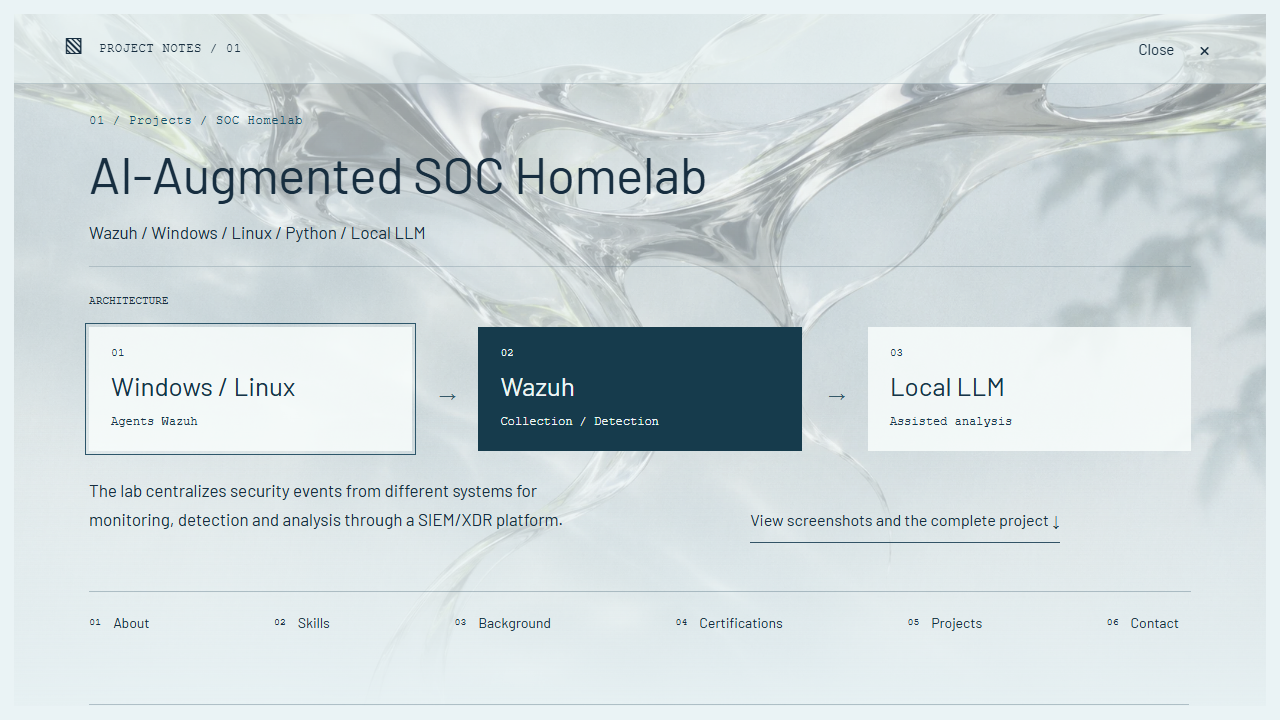 PROJECT NOTES / 01
Close ×
01 / Projects / SOC Homelab
AI-Augmented SOC Homelab
Wazuh / Windows / Linux / Python / Local LLM
ARCHITECTURE
01
Windows / Linux
Agents Wazuh
→
02
Wazuh
Collection / Detection
→
03
Local LLM
Assisted analysis
The lab centralizes security events from different systems for
monitoring, detection and analysis through a SIEM/XDR platform.
View screenshots and the complete project ↓
01 About
02 Skills
03 Background
04 Certifications
05 Projects
06 Contact